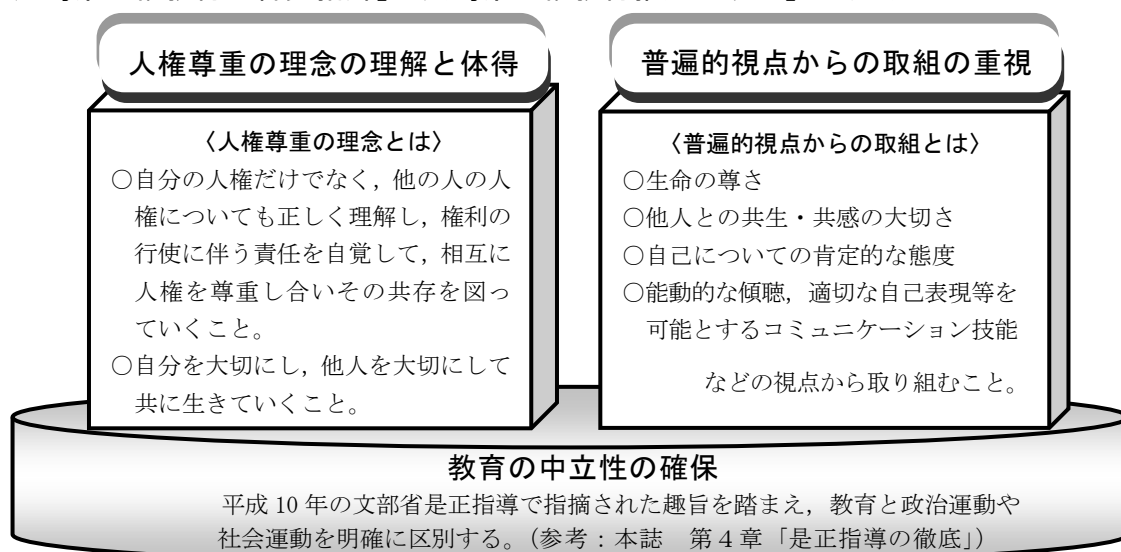 人権尊重の理念の理解と体得
〈人権尊重の理念とは〉
○自分の人権だけでなく，他の人の人
権についても正しく理解し，権利の
行使に伴う責任を自覚して，相互に
人権を尊重し合いその共存を図っ
ていくこと。
○自分を大切にし，他人を大切にして
共に生きていくこと。
普遍的視点からの取組の重視
〈普遍的視点からの取組とは〉
○生命の尊さ
○他人との共生・共感の大切さ
○自己についての肯定的な態度
○能動的な傾聴，適切な自己表現等を
可能とするコミュニケーション技能
などの視点から取り組むこと。
教育の中立性の確保
平成 10 年の文部省是正指導で指摘された趣旨を踏まえ，教育と政治運動や
社会運動を明確に区別する。（参考：本誌　第４章「是正指導の徹底」）